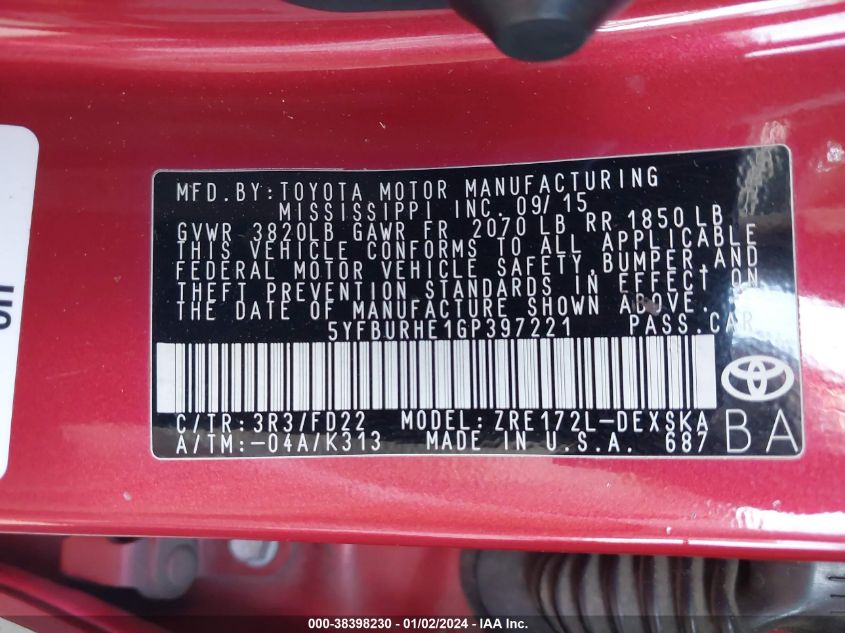 MFD.BY:TOYOTA MOTOR MANUFACTURING
MISSISSIPPI INC. 09/15
GVWR 3820LB GAWR FR 2070 LB RR 1850 LB
THIS VEHICLE CONFORMS TO ALL APPLICABLE
FEDERAL MOTOR VEHICLE SAFETY,BUMPER,AND
THEFT PREVENTION STANDARDS IN EFFECT ON
THE DATE OF MANUFACTURE SHOWN ABOVE.
5YFBURHE1GP397221 PASS.CAR
C/TR:3R3/FD22 MODEL:ZRE172L-DEXSKA
A/TM:-04A/K313 MADE IN U.S.A. 687
BA
000-38398230 - 01/02/2024 - IAA Inc.